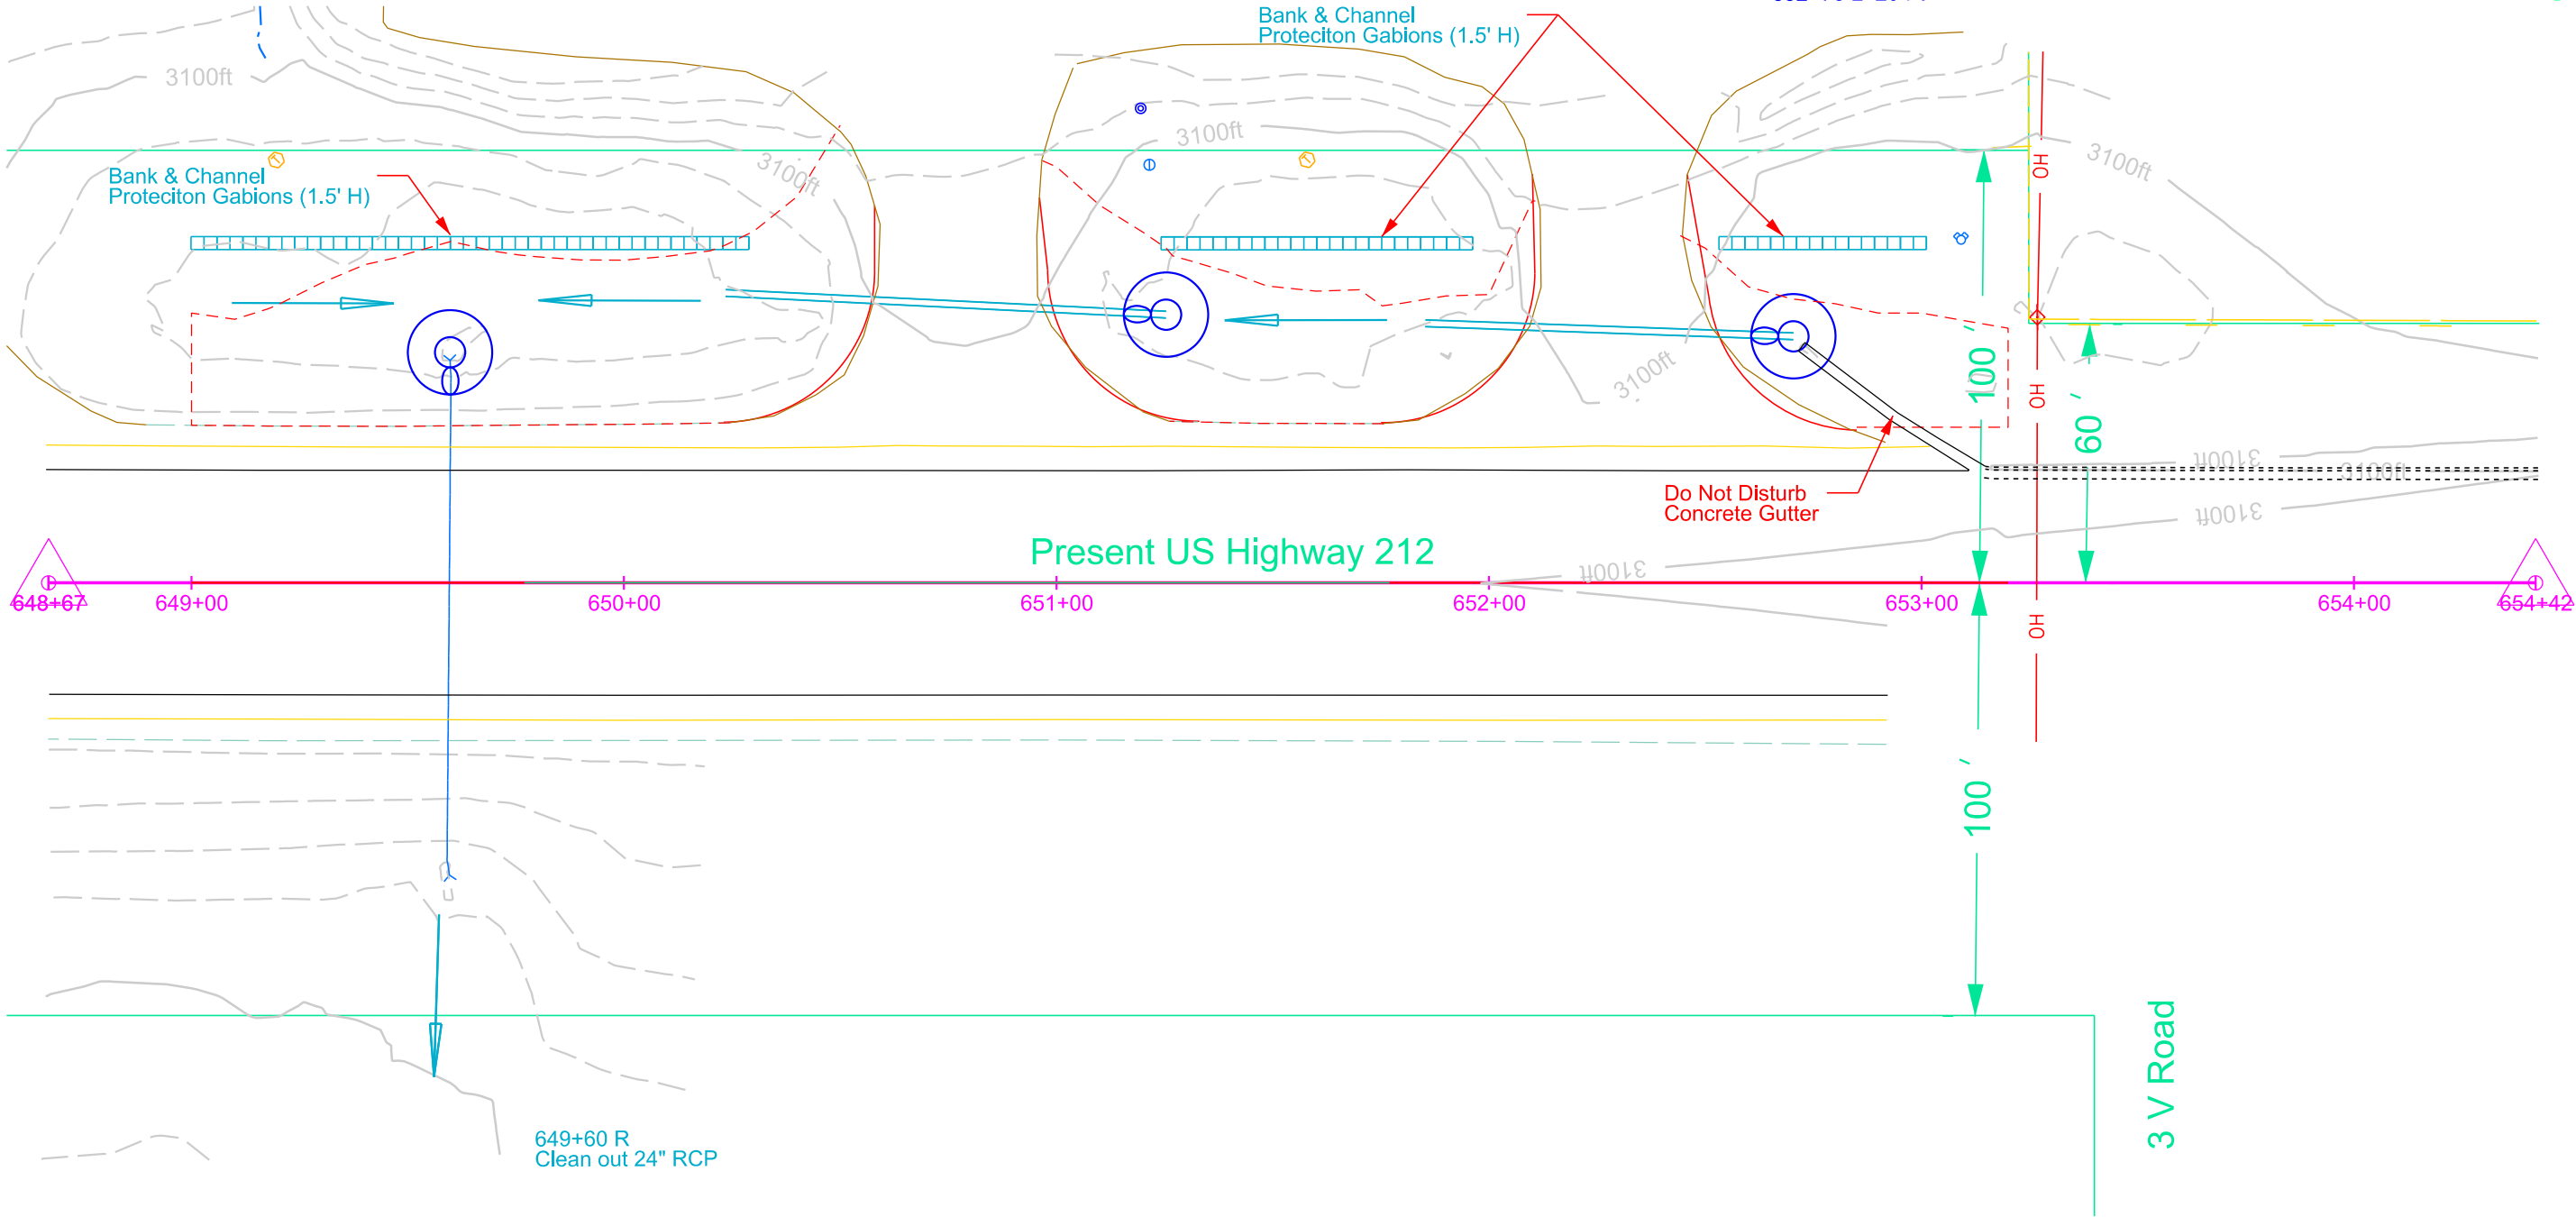 Bank & Channel
Proteciton Gabions (1.5' H)
3100ft
3100ft
3100ft
3100ft
Bank & Channel
Proteciton Gabions (1.5' H)
OH
100'
60'
3100ft
OH
3100ft
3100ft
Do Not Disturb
Concrete Gutter
3100ft
Present US Highway 212
3100ft
648+67
649+00
650+00
651+00
652+00
653+00
654+00
654+42
OH
100'
3 V Road
649+60 R
Clean out 24" RCP